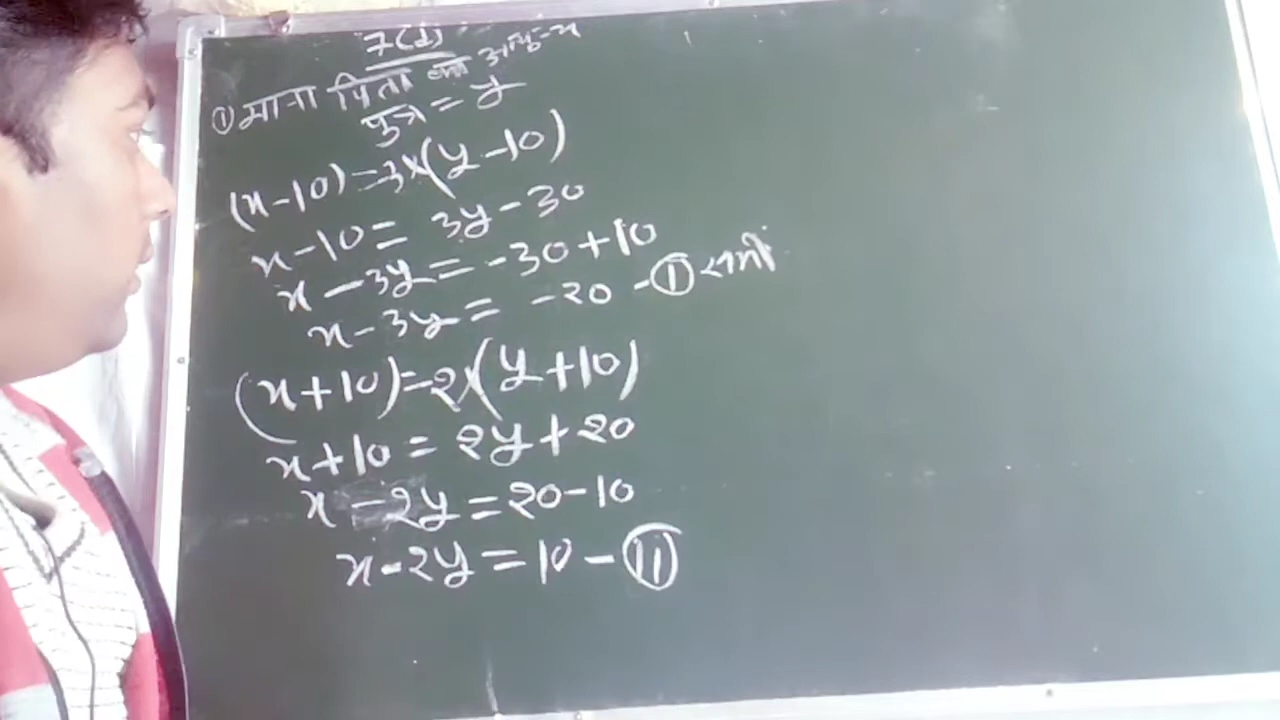 7(d)
① माना पिता का आयु = x
पुत्र = y
(x-10) = 3×(y-10)
x-10 = 3y-30
x-3y = -30+10
x-3y = -20 -① समी
(x+10) = 2×(y+10)
x+10 = 2y+20
x-2y = 20-10
x-2y = 10-⑪